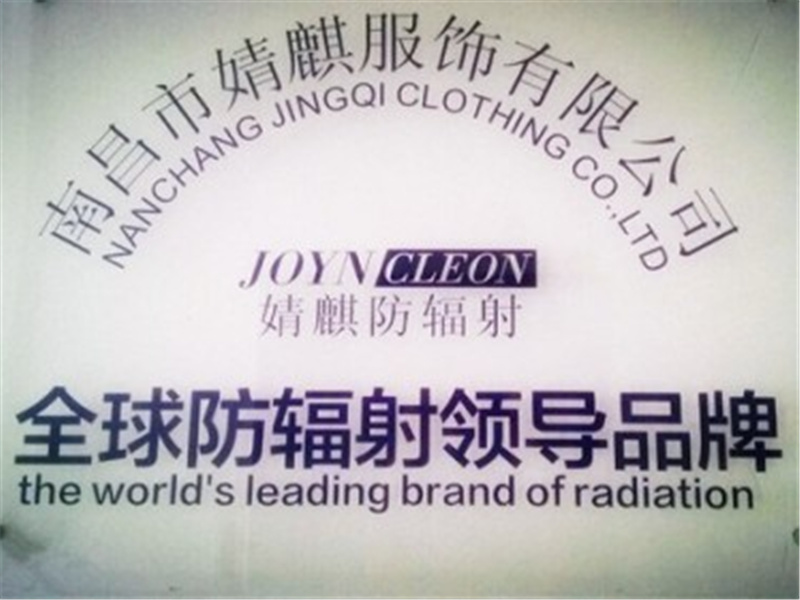 南昌市婧麒服饰有限公司
NANCHANG JINGQI CLOTHING CO.,LTD
JOYN CLEON
婧麒防辐射
全球防辐射领导品牌
the world's leading brand of radiation